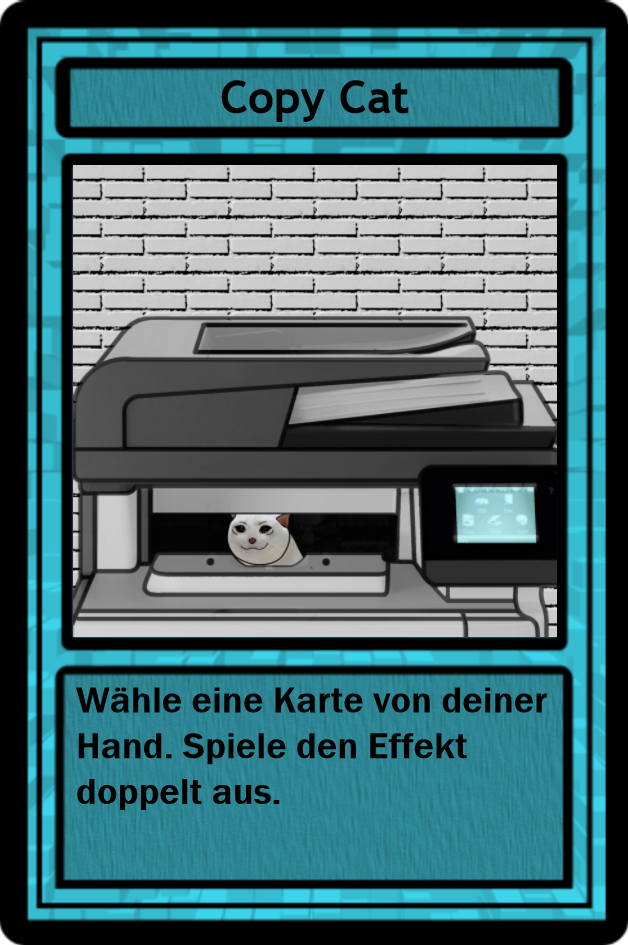 Copy Cat
Wähle eine Karte von deiner
Hand. Spiele den Effekt
doppelt aus.